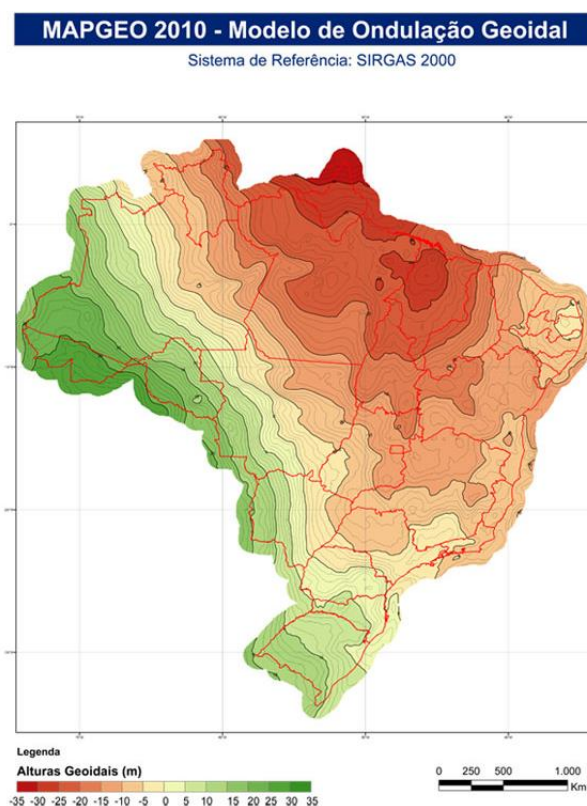 MAPGEO 2010 - Modelo de Ondulação Geoidal
Sistema de Referência: SIRGAS 2000
Legenda
Alturas Geoidais (m)
-35 -25 -20 -15 -10 -5 0 5 10 15 20 25 30 35
0 250 500 1.000
Km